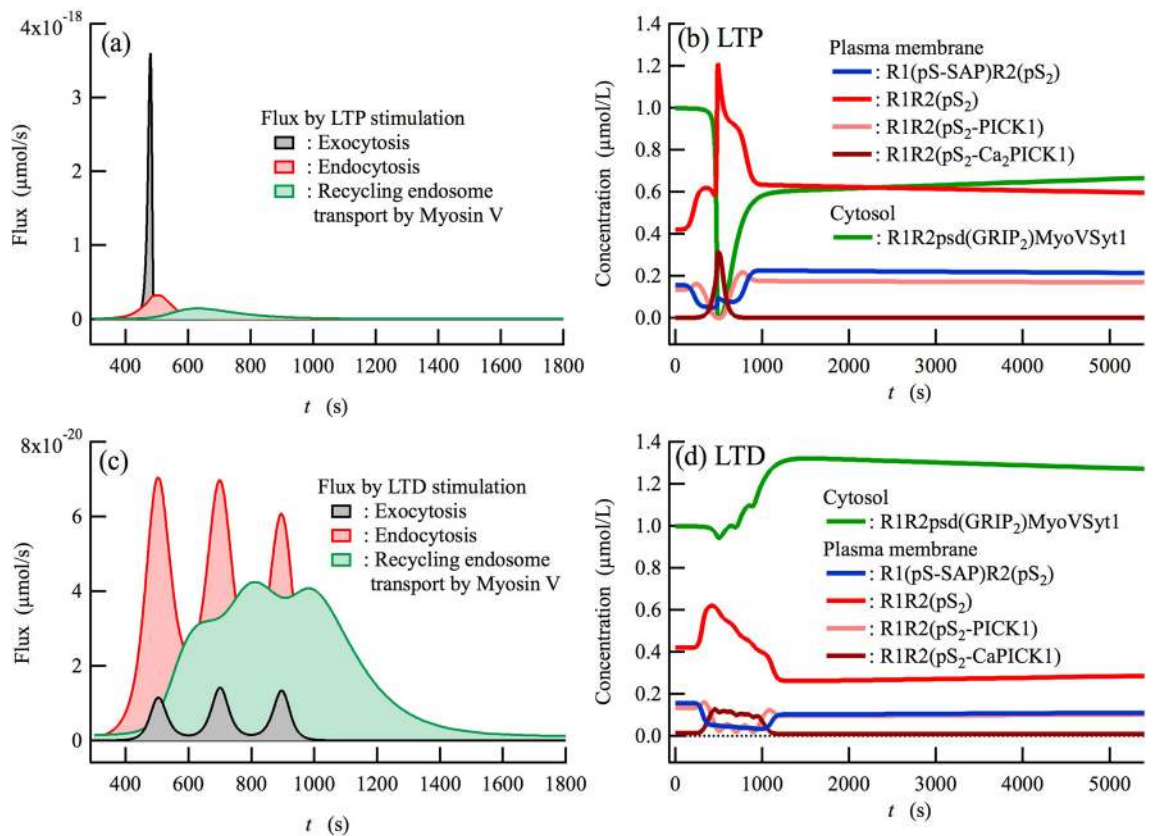 4x10-18
(a)
Flux by LTP stimulation
: Exocytosis
: Endocytosis
: Recycling endosome
transport by Myosin V
Flux (μmol/s)
3
2
1
0
400 600 800 1000 1200 1400 1600 1800
t (s)
(b) LTP
Plasma membrane
: R1(pS-SAP)R2(pS2)
: R1R2(pS2)
: R1R2(pS2-PICK1)
: R1R2(pS2-Ca2PICK1)
Cytosol
: R1R2psd(GRIP2)MyoVSyt1
Concentration (μmol/L)
1.4
1.2
1.0
0.8
0.6
0.4
0.2
0.0
0 1000 2000 3000 4000 5000
t (s)
8x10-20
(c)
Flux by LTD stimulation
: Exocytosis
: Endocytosis
: Recycling endosome
transport by Myosin V
Flux (μmol/s)
6
4
2
0
400 600 800 1000 1200 1400 1600 1800
t (s)
(d) LTD
Cytosol
: R1R2psd(GRIP2)MyoVSyt1
Plasma membrane
: R1(pS-SAP)R2(pS2)
: R1R2(pS2)
: R1R2(pS2-PICK1)
: R1R2(pS2-CaPICK1)
Concentration (μmol/L)
1.4
1.2
1.0
0.8
0.6
0.4
0.2
0.0
0 1000 2000 3000 4000 5000
t (s)